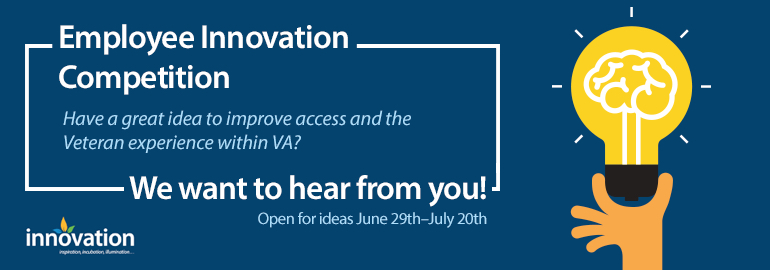 Employee Innovation
Competition
Have a great idea to improve access and the
Veteran experience within VA?
We want to hear from you!
Open for ideas June 29th–July 20th
innovation
inspiration, incubation, illumination...